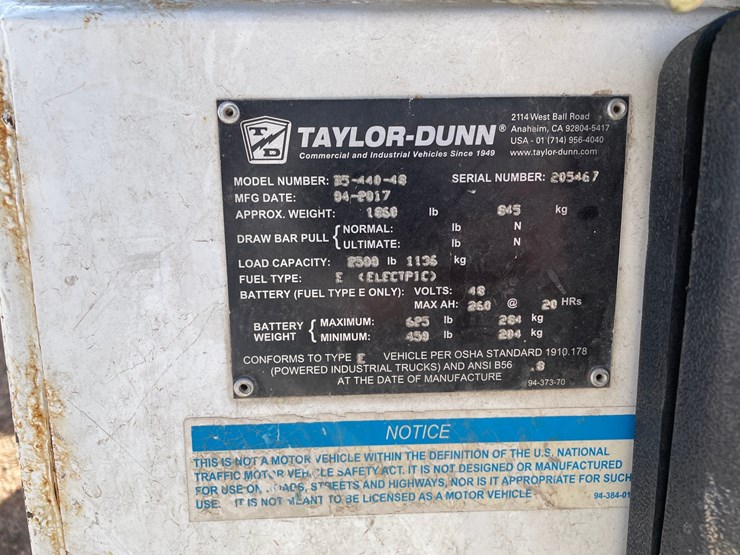 TAYLOR-DUNN®
Commercial and Industrial Vehicles Since 1949
2114 West Ball Road
Anaheim, CA 92804-5417
USA - 01 (714) 956-4040
www.taylor-dunn.com
MODEL NUMBER: B5-440-48 SERIAL NUMBER: 205467
MFG DATE: 04-2017
APPROX. WEIGHT: 1860 lb 845 kg
DRAW BAR PULL { NORMAL: lb N
ULTIMATE: lb N
LOAD CAPACITY: 2500 lb 1136 kg
FUEL TYPE: E (ELECTRIC)
BATTERY (FUEL TYPE E ONLY): VOLTS: 48
MAX AH: 260 @ 20 HRs
BATTERY WEIGHT { MAXIMUM: 625 lb 284 kg
MINIMUM: 450 lb 204 kg
CONFORMS TO TYPE E VEHICLE PER OSHA STANDARD 1910.178
(POWERED INDUSTRIAL TRUCKS) AND ANSI B56 .8
AT THE DATE OF MANUFACTURE 94-373-70
NOTICE
THIS IS NOT A MOTOR VEHICLE WITHIN THE DEFINITION OF THE U.S. NATIONAL
TRAFFIC MOTOR VEHICLE SAFETY ACT. IT IS NOT DESIGNED OR MANUFACTURED
FOR USE ON ROADS, STREETS AND HIGHWAYS, NOR IS IT APPROPRIATE FOR SUCH
USE. IT IS NOT MEANT TO BE LICENSED AS A MOTOR VEHICLE 94-384-01